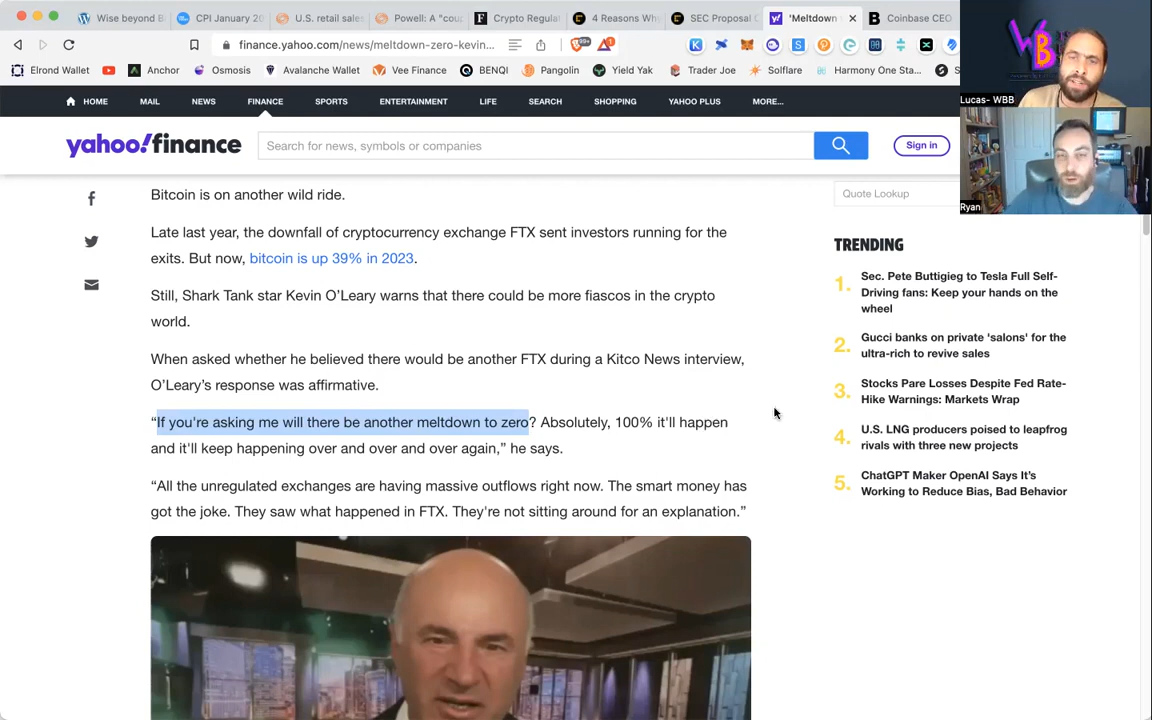 Wise beyond B
CPI January 20
U.S. retail sales
Powell: A "cou
Crypto Regula
4 Reasons Whe
SEC Proposal C
'Meltdown
Coinbase CEO
finance.yahoo.com/news/meltdown-zero-kevin...
99+
Elrond Wallet
Anchor
Osmosis
Avalanche Wallet
Vee Finance
BENQI
Pangolin
Yield Yak
Trader Joe
Solflare
Harmony One Sta...
HOME
MAIL
NEWS
FINANCE
SPORTS
ENTERTAINMENT
LIFE
SEARCH
SHOPPING
YAHOO PLUS
MORE...
yahoo!finance
Search for news, symbols or companies
Sign in
WB
Lucas- WBB
Ryan
Quote Lookup
Bitcoin is on another wild ride.
Late last year, the downfall of cryptocurrency exchange FTX sent investors running for the
exits. But now, bitcoin is up 39% in 2023.
Still, Shark Tank star Kevin O’Leary warns that there could be more fiascos in the crypto
world.
When asked whether he believed there would be another FTX during a Kitco News interview,
O’Leary’s response was affirmative.
“If you're asking me will there be another meltdown to zero? Absolutely, 100% it'll happen
and it'll keep happening over and over and over again,” he says.
“All the unregulated exchanges are having massive outflows right now. The smart money has
got the joke. They saw what happened in FTX. They're not sitting around for an explanation.”
TRENDING
1. Sec. Pete Buttigieg to Tesla Full Self-
Driving fans: Keep your hands on the
wheel
2. Gucci banks on private 'salons' for the
ultra-rich to revive sales
3. Stocks Pare Losses Despite Fed Rate-
Hike Warnings: Markets Wrap
4. U.S. LNG producers poised to leapfrog
rivals with three new projects
5. ChatGPT Maker OpenAI Says It’s
Working to Reduce Bias, Bad Behavior